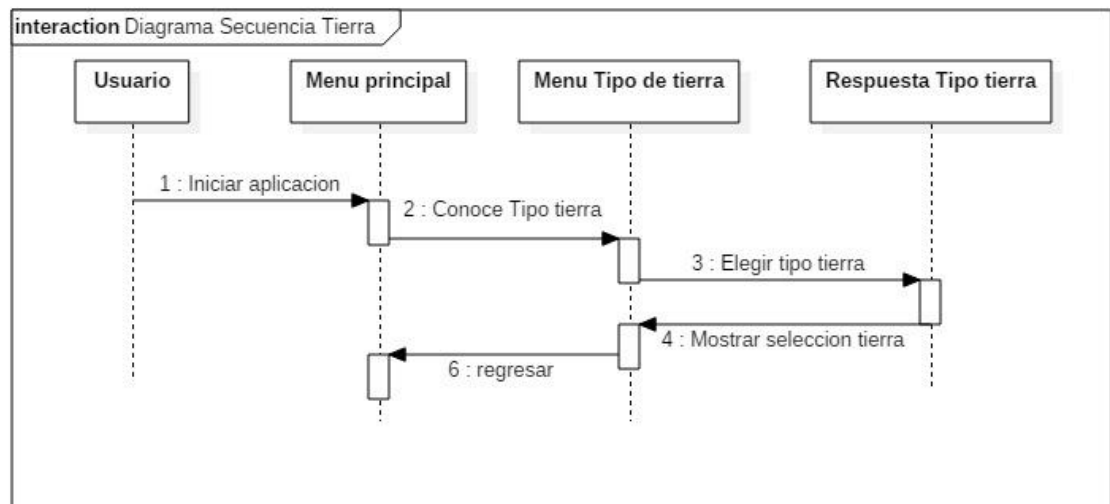 interaction Diagrama Secuencia Tierra
Usuario
Menu principal
Menu Tipo de tierra
Respuesta Tipo tierra
1 : Iniciar aplicacion
2 : Conoce Tipo tierra
3 : Elegir tipo tierra
4 : Mostrar seleccion tierra
6 : regresar